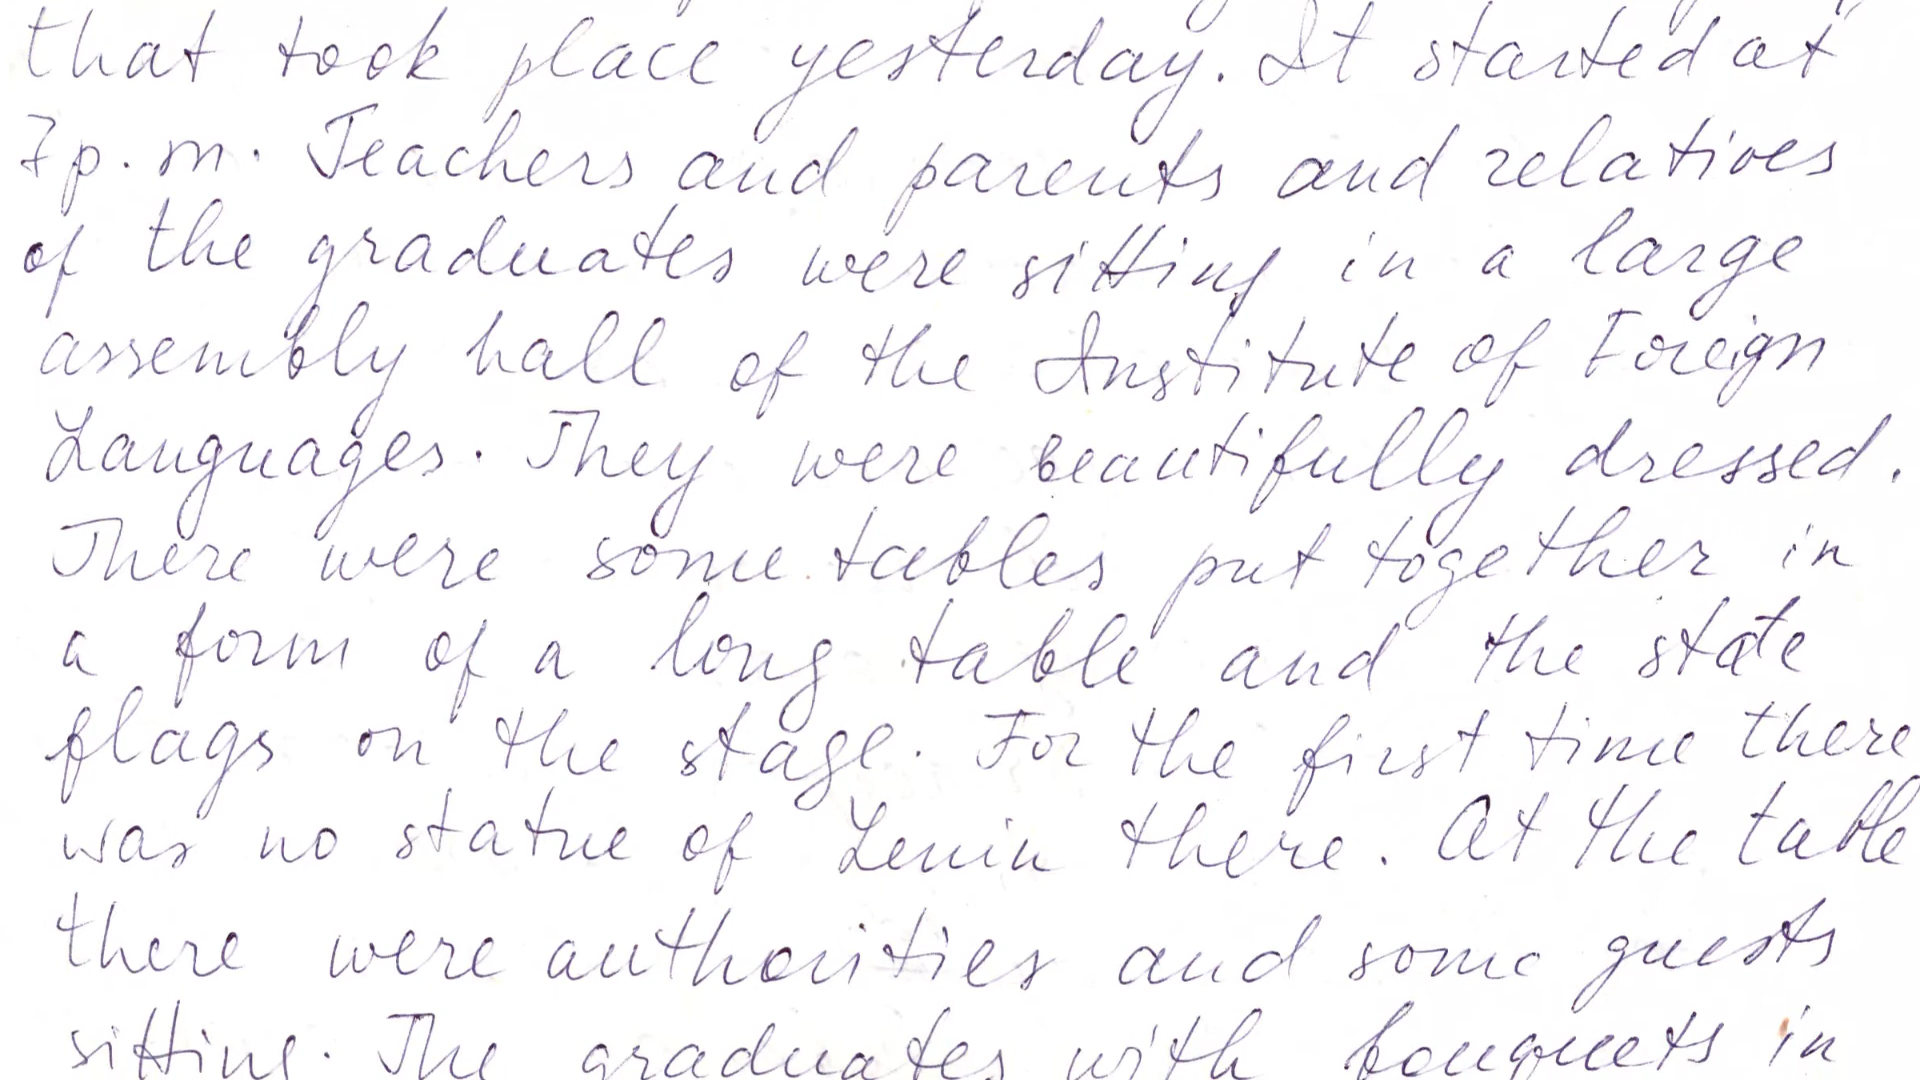 that took place yesterday. It started at
7 p.m. Teachers and parents and relatives
of the graduates were sitting in a large
assembly hall of the Institute of Foreign
Languages. They were beautifully dressed.
There were some tables put together in
a form of a long table and the state
flags on the stage. For the first time there
was no statue of Lenin there. At the table
there were authorities and some guests
sitting. The graduates with bouquets in